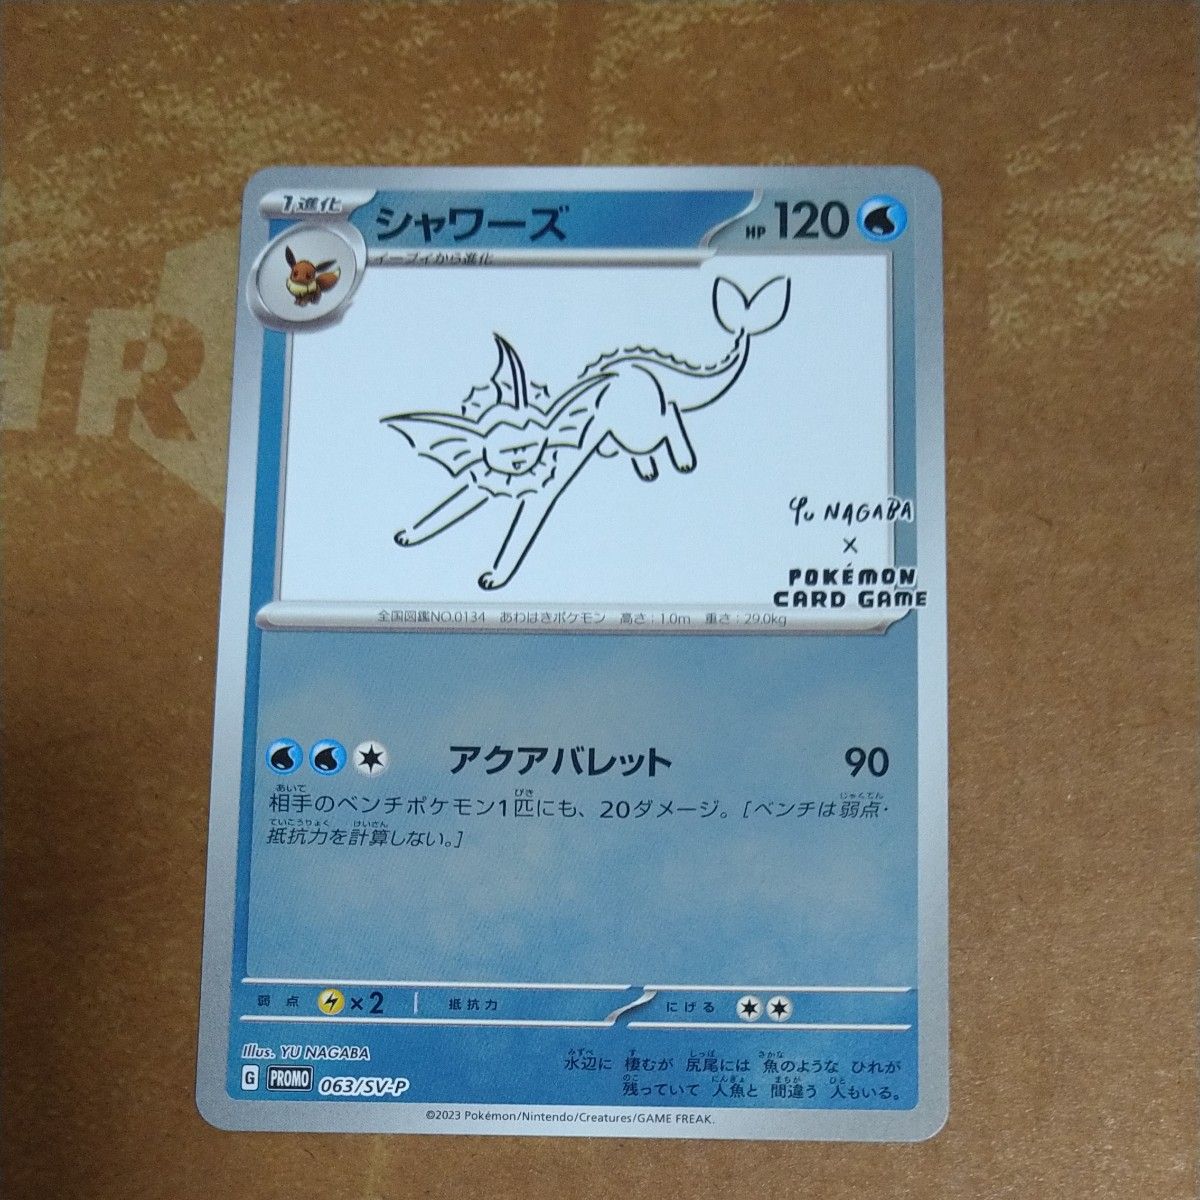 1進化
シャワーズ
HP 120
イーブイから進化
YU NAGABA
×
POKÉMON
CARD GAME
全国図鑑NO.0134 あわはきポケモン 高さ:1.0m 重さ:29.0kg
アクアバレット 90
相手のベンチポケモン1匹にも、20ダメージ。[ベンチは弱点・
抵抗力を計算しない。]
弱点 ×2 抵抗力 にげる
Illus. YU NAGABA
G PROMO 063/SV-P
水辺に 棲むが 尻尾には 魚のような ひれが
残っていて 人魚と 間違う 人もいる。
©2023 Pokémon/Nintendo/Creatures/GAME FREAK.